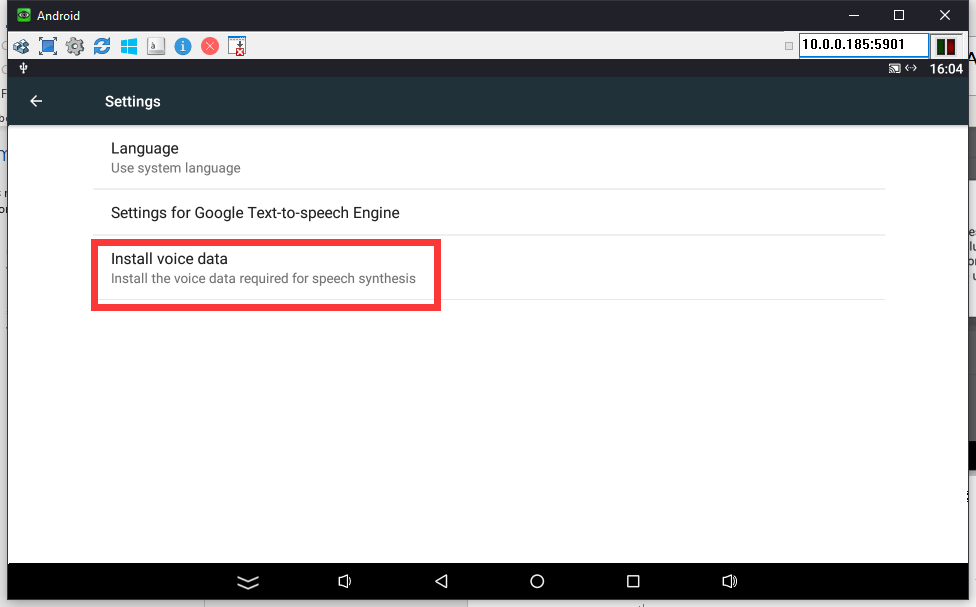 Android
10.0.0.185:5901
16:04
Settings
Language
Use system language
Settings for Google Text-to-speech Engine
Install voice data
Install the voice data required for speech synthesis